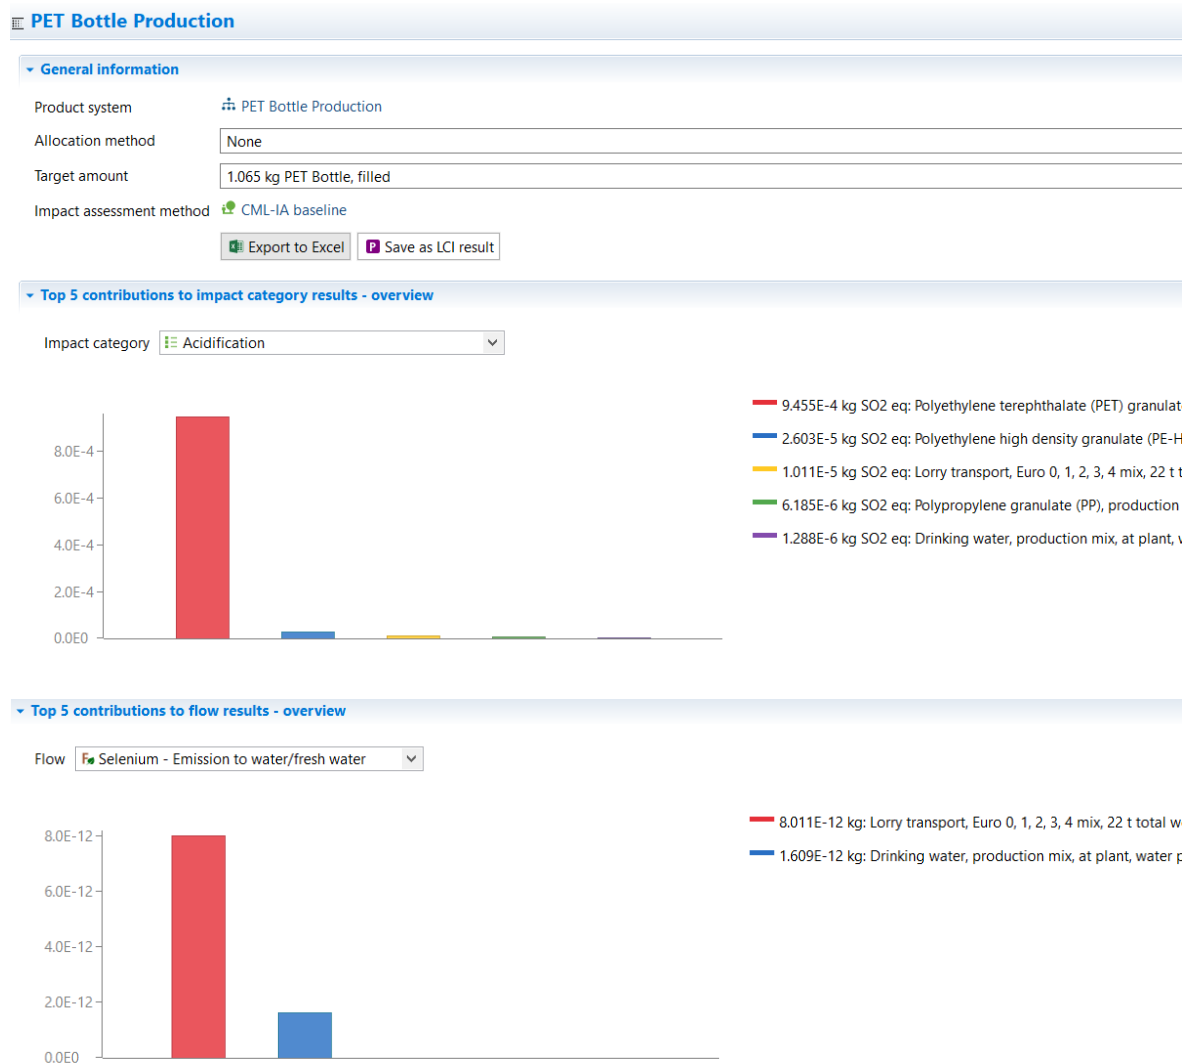 PET Bottle Production
General information
Product system PET Bottle Production
Allocation method None
Target amount 1.065 kg PET Bottle, filled
Impact assessment method CML-IA baseline
Export to Excel Save as LCI result
Top 5 contributions to impact category results - overview
Impact category Acidification
9.455E-4 kg SO2 eq: Polyethylene terephthalate (PET) granulat
2.603E-5 kg SO2 eq: Polyethylene high density granulate (PE-H
1.011E-5 kg SO2 eq: Lorry transport, Euro 0, 1, 2, 3, 4 mix, 22 t t
6.185E-6 kg SO2 eq: Polypropylene granulate (PP), production
1.288E-6 kg SO2 eq: Drinking water, production mix, at plant, w
8.0E-4
6.0E-4
4.0E-4
2.0E-4
0.0E0
Top 5 contributions to flow results - overview
Flow Selenium - Emission to water/fresh water
8.011E-12 kg: Lorry transport, Euro 0, 1, 2, 3, 4 mix, 22 t total we
1.609E-12 kg: Drinking water, production mix, at plant, water p
8.0E-12
6.0E-12
4.0E-12
2.0E-12
0.0E0